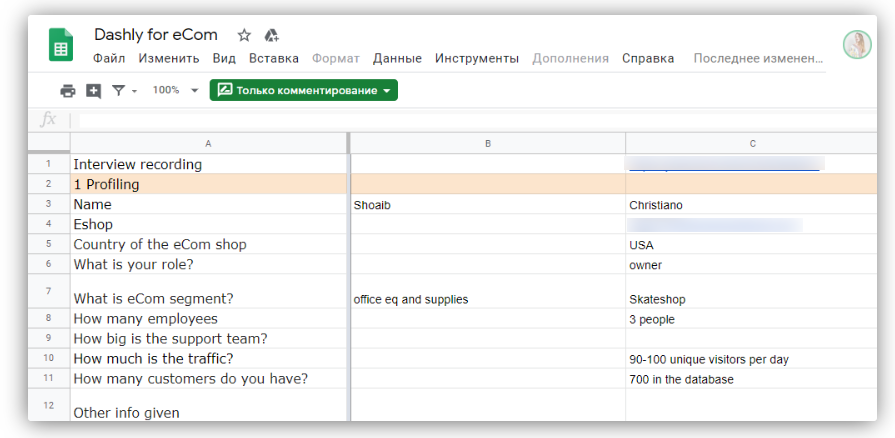 Dashly for eCom
Файл Изменить Вид Вставка Формат Данные Инструменты Дополнения Справка Последнее изменен...
100% Только комментирование
fx
A B C
1 Interview recording
2 1 Profiling
3 Name Shoaib Christiano
4 Eshop
5 Country of the eCom shop USA
6 What is your role? owner
7 What is eCom segment? office eq and supplies Skateshop
8 How many employees 3 people
9 How big is the support team?
10 How much is the traffic? 90-100 unique visitors per day
11 How many customers do you have? 700 in the database
12 Other info given